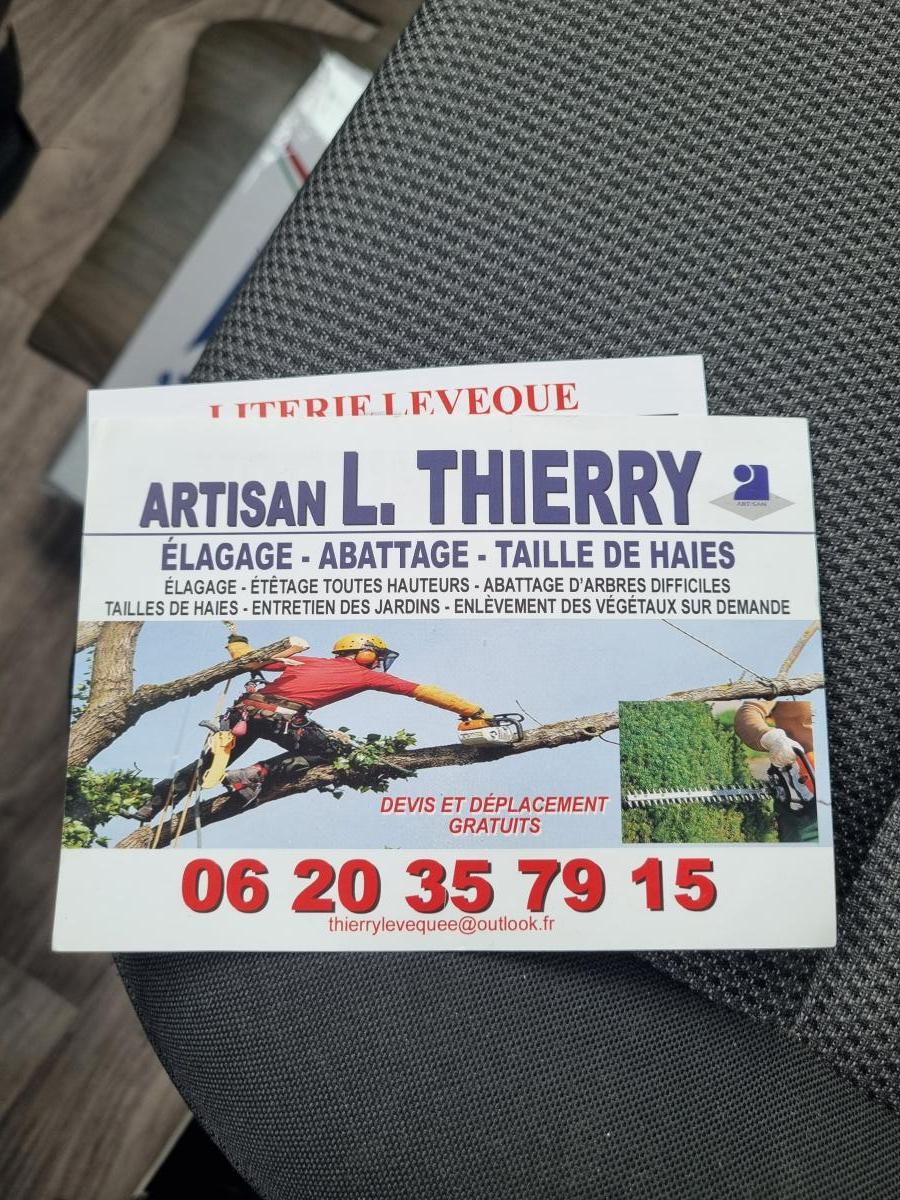 LITERIE LEVEQUE
ARTISAN L. THIERRY
ARTISAN
ÉLAGAGE - ABATTAGE - TAILLE DE HAIES
ÉLAGAGE - ÉTÊTAGE TOUTES HAUTEURS - ABATTAGE D'ARBRES DIFFICILES
TAILLES DE HAIES - ENTRETIEN DES JARDINS - ENLÈVEMENT DES VÉGÉTAUX SUR DEMANDE
DEVIS ET DÉPLACEMENT
GRATUITS
06 20 35 79 15
thierrylevequee@outlook.fr